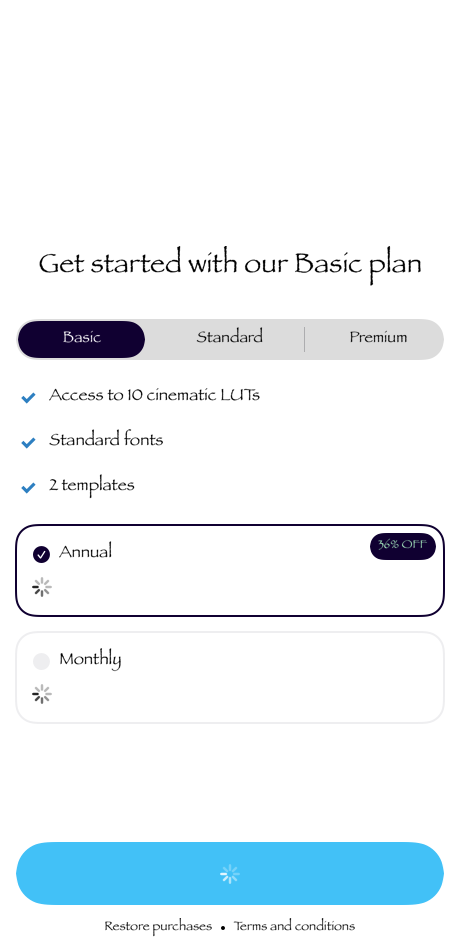 Get started with our Basic plan
Basic Standard Premium
Access to 10 cinematic LUTs
Standard fonts
2 templates
Annual 36% OFF
Monthly
Restore purchases • Terms and conditions